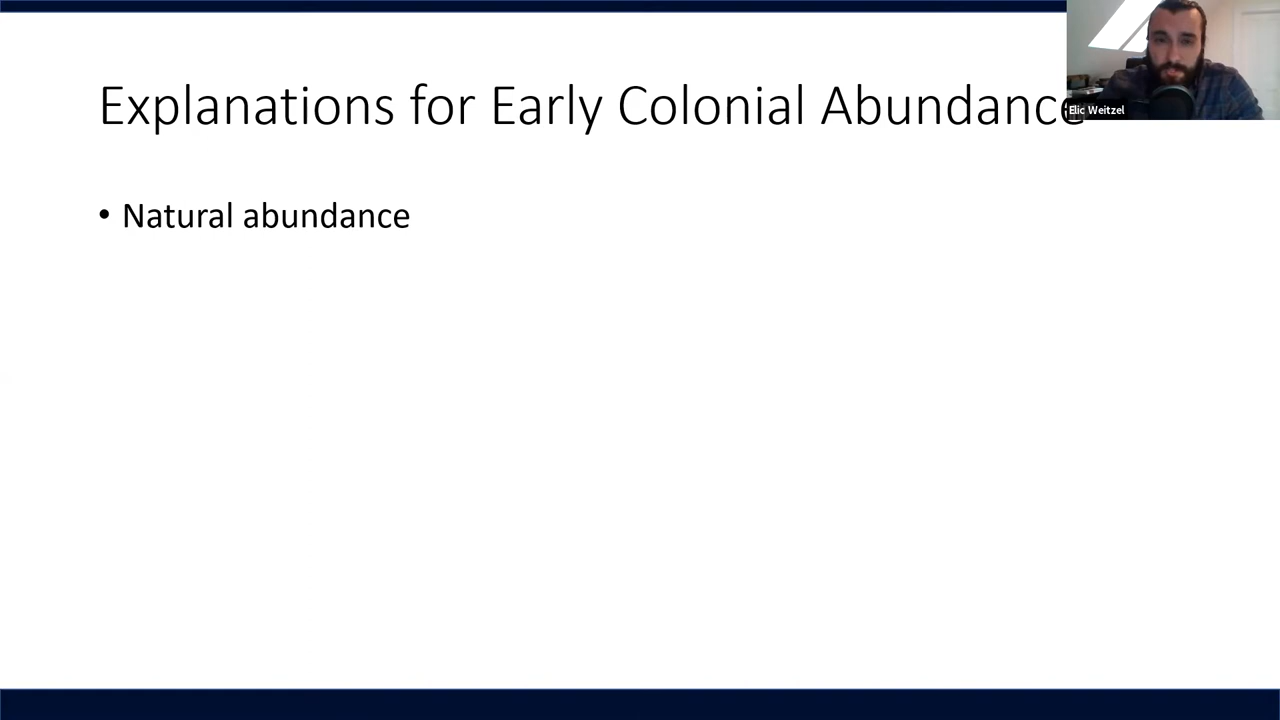 Explanations for Early Colonial Abundance
Elic Weitzel
• Natural abundance